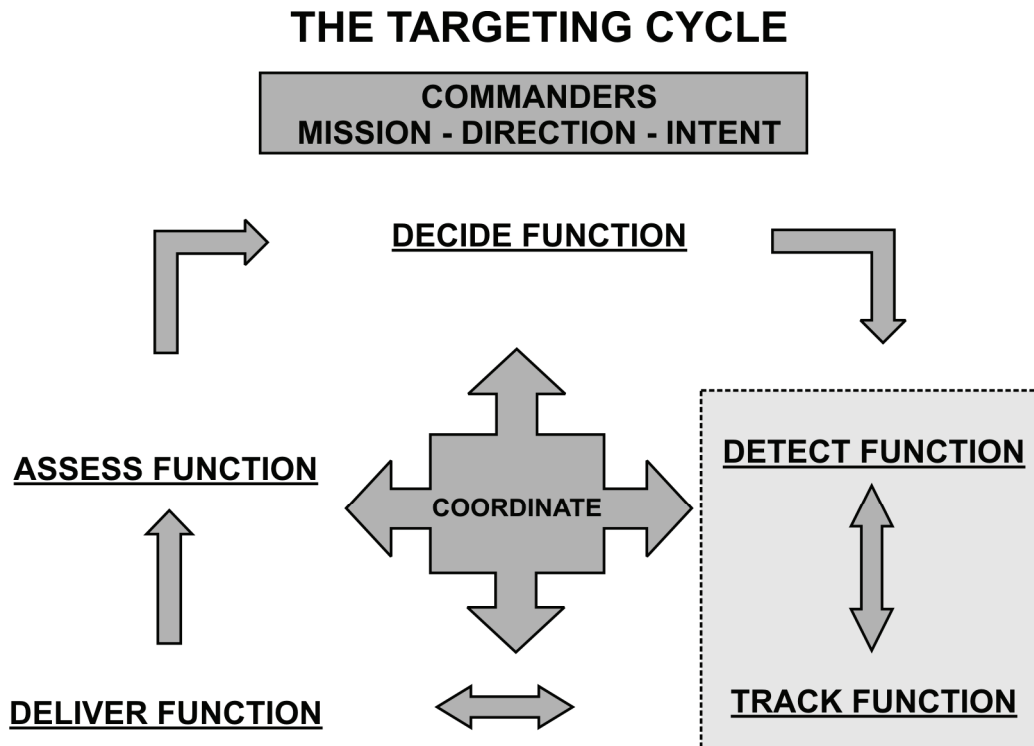 THE TARGETING CYCLE
COMMANDERS
MISSION - DIRECTION - INTENT
DECIDE FUNCTION
DETECT FUNCTION
ASSESS FUNCTION
COORDINATE
DELIVER FUNCTION
TRACK FUNCTION